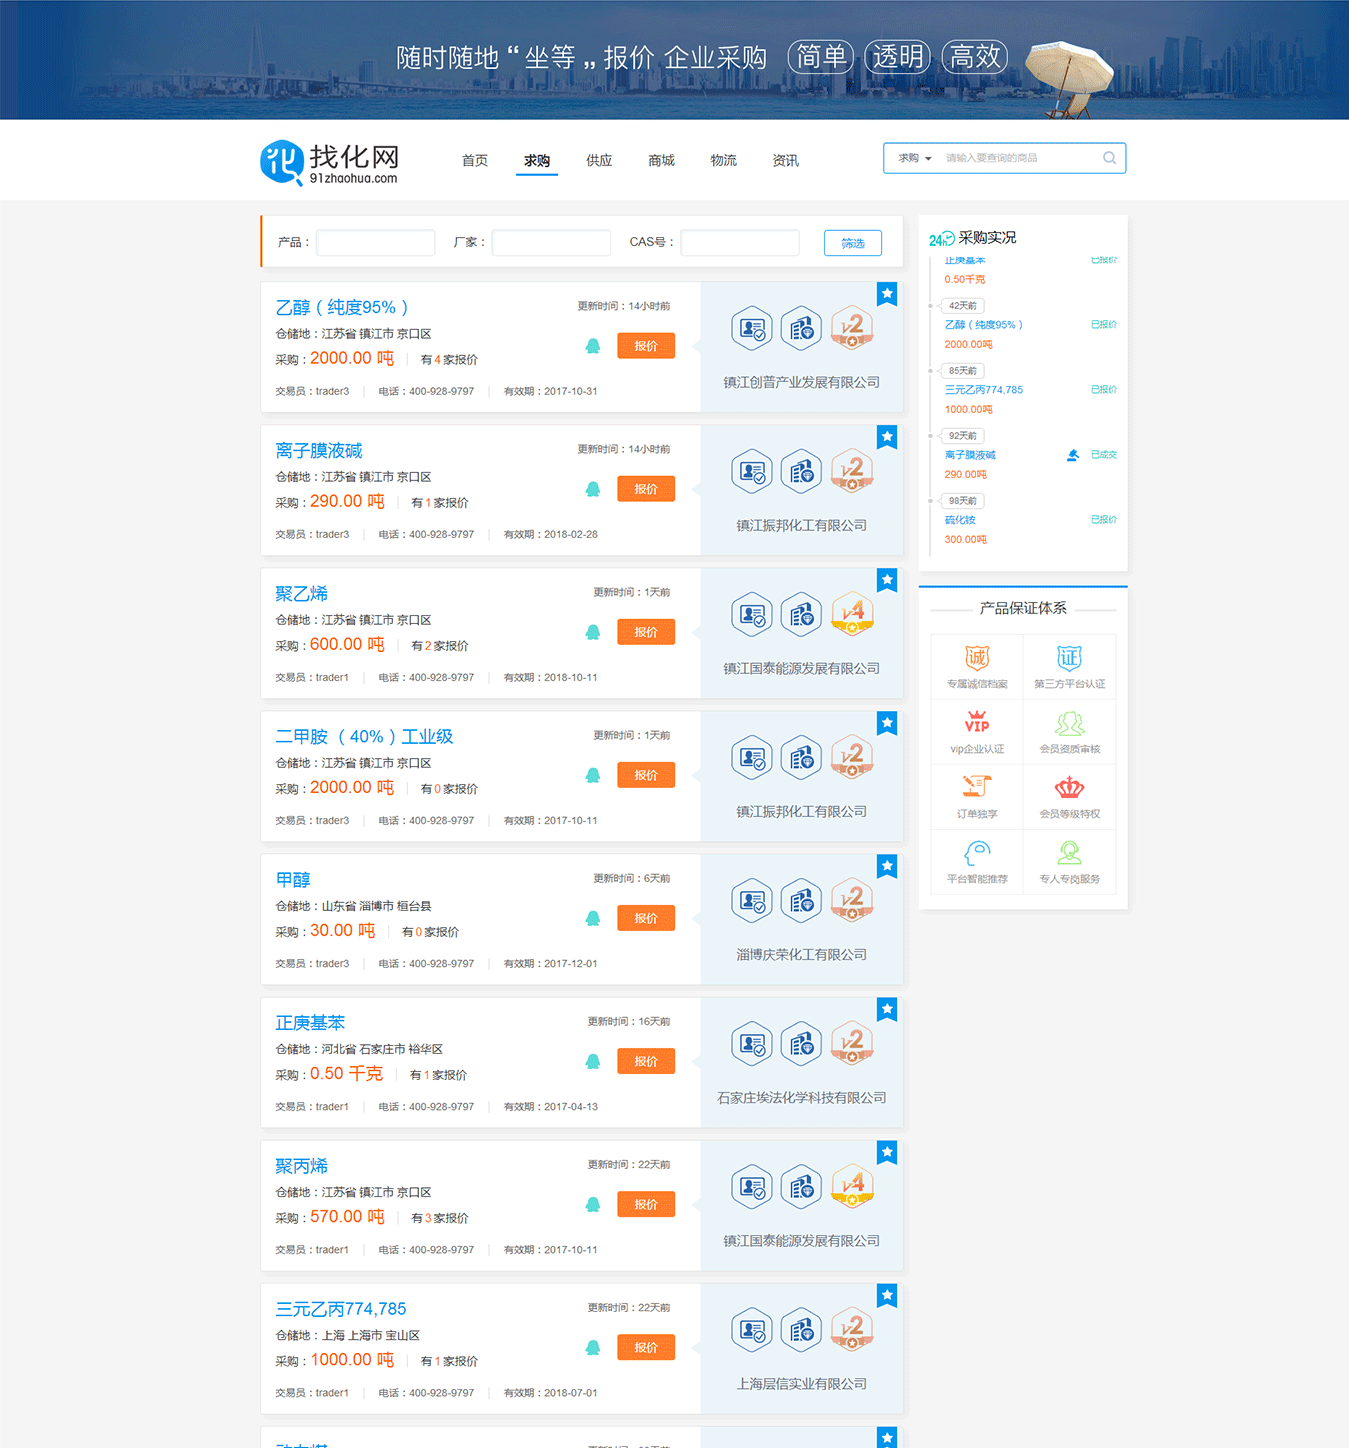 随时随地“坐等„报价 企业采购 简单 透明 高效
找化网
91zhaohua.com
首页 求购 供应 商城 物流 资讯
求购 请输入要查询的商品
产品： 厂家： CAS号： 筛选
乙醇（纯度95%）
更新时间：14小时前
仓储地：江苏省 镇江市 京口区
采购：2000.00 吨 有4家报价
报价
交易员：trader3 电话：400-928-9797 有效期：2017-10-31
v2
镇江创普产业发展有限公司
离子膜液碱
更新时间：14小时前
仓储地：江苏省 镇江市 京口区
采购：290.00 吨 有1家报价
报价
交易员：trader3 电话：400-928-9797 有效期：2018-02-28
v2
镇江振邦化工有限公司
聚乙烯
更新时间：1天前
仓储地：江苏省 镇江市 京口区
采购：600.00 吨 有2家报价
报价
交易员：trader1 电话：400-928-9797 有效期：2018-10-11
v4
镇江国泰能源发展有限公司
二甲胺 （40%）工业级
更新时间：1天前
仓储地：江苏省 镇江市 京口区
采购：2000.00 吨 有0家报价
报价
交易员：trader3 电话：400-928-9797 有效期：2017-10-11
v2
镇江振邦化工有限公司
甲醇
更新时间：6天前
仓储地：山东省 淄博市 桓台县
采购：30.00 吨 有0家报价
报价
交易员：trader3 电话：400-928-9797 有效期：2017-12-01
v2
淄博庆荣化工有限公司
正庚基苯
更新时间：16天前
仓储地：河北省 石家庄市 裕华区
采购：0.50 千克 有1家报价
报价
交易员：trader1 电话：400-928-9797 有效期：2017-04-13
v2
石家庄埃法化学科技有限公司
聚丙烯
更新时间：22天前
仓储地：江苏省 镇江市 京口区
采购：570.00 吨 有3家报价
报价
交易员：trader1 电话：400-928-9797 有效期：2017-10-11
v4
镇江国泰能源发展有限公司
三元乙丙774,785
更新时间：22天前
仓储地：上海 上海市 宝山区
采购：1000.00 吨 有1家报价
报价
交易员：trader1 电话：400-928-9797 有效期：2018-07-01
v2
上海层信实业有限公司
24h 采购实况
正庚基苯 已报价
0.50千克
42天前
乙醇（纯度95%） 已报价
2000.00吨
85天前
三元乙丙774,785 已报价
1000.00吨
92天前
离子膜液碱 已成交
290.00吨
98天前
硫化铵 已报价
300.00吨
产品保证体系
诚 证
专属诚信档案 第三方平台认证
VIP
vip企业认证 会员资质审核
订单独享 会员等级特权
平台智能推荐 专人专岗服务